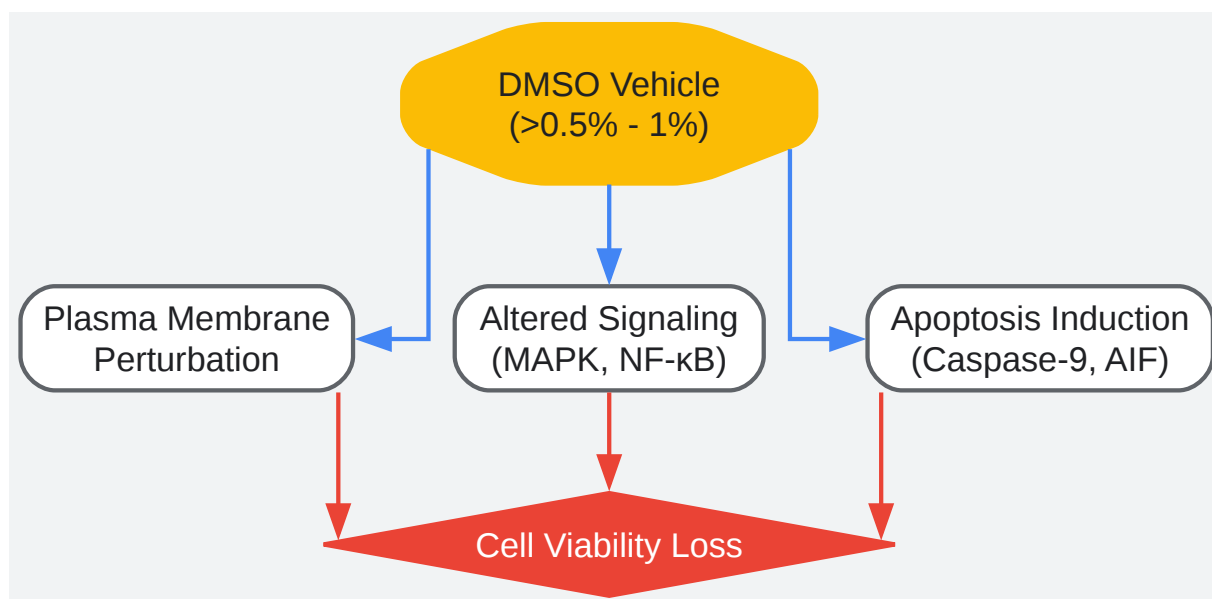 DMSO Vehicle
(>0.5% - 1%)
Plasma Membrane
Perturbation
Altered Signaling
(MAPK, NF-κB)
Apoptosis Induction
(Caspase-9, AIF)
Cell Viability Loss